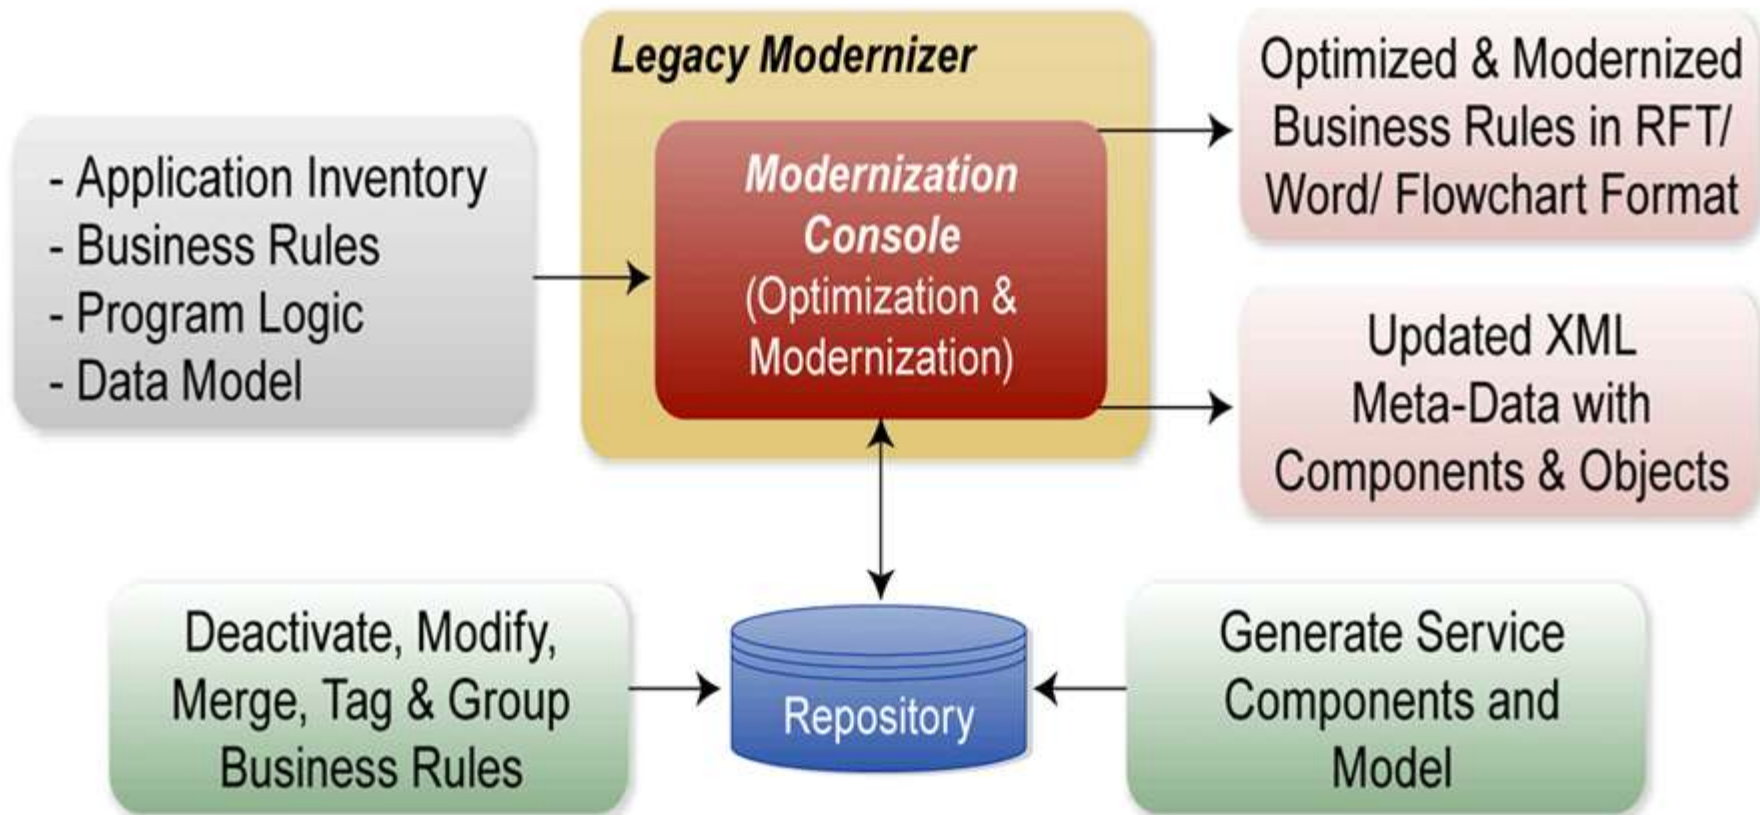 Legacy Modernizer
- Application Inventory
- Business Rules
- Program Logic
- Data Model
Modernization
Console
(Optimization &
Modernization)
Optimized & Modernized
Business Rules in RFT/
Word/ Flowchart Format
Updated XML
Meta-Data with
Components & Objects
Deactivate, Modify,
Merge, Tag & Group
Business Rules
Repository
Generate Service
Components and
Model